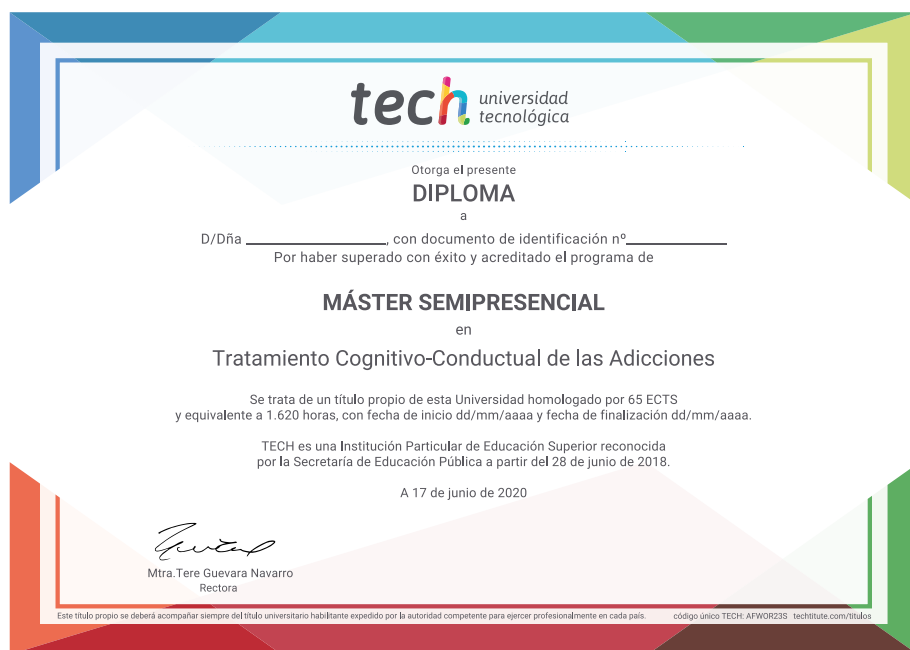 tech universidad
tecnológica
Otorga el presente
DIPLOMA
a
D/Dña ________________, con documento de identificación nº____________
Por haber superado con éxito y acreditado el programa de
MÁSTER SEMIPRESENCIAL
en
Tratamiento Cognitivo-Conductual de las Adicciones
Se trata de un título propio de esta Universidad homologado por 65 ECTS
y equivalente a 1.620 horas, con fecha de inicio dd/mm/aaaa y fecha de finalización dd/mm/aaaa.
TECH es una Institución Particular de Educación Superior reconocida
por la Secretaría de Educación Pública a partir del 28 de junio de 2018.
A 17 de junio de 2020
Mtra.Tere Guevara Navarro
Rectora
Este título propio se deberá acompañar siempre del título universitario habilitante expedido por la autoridad competente para ejercer profesionalmente en cada país. código único TECH: AFWOR23S techtitute.com/titulos